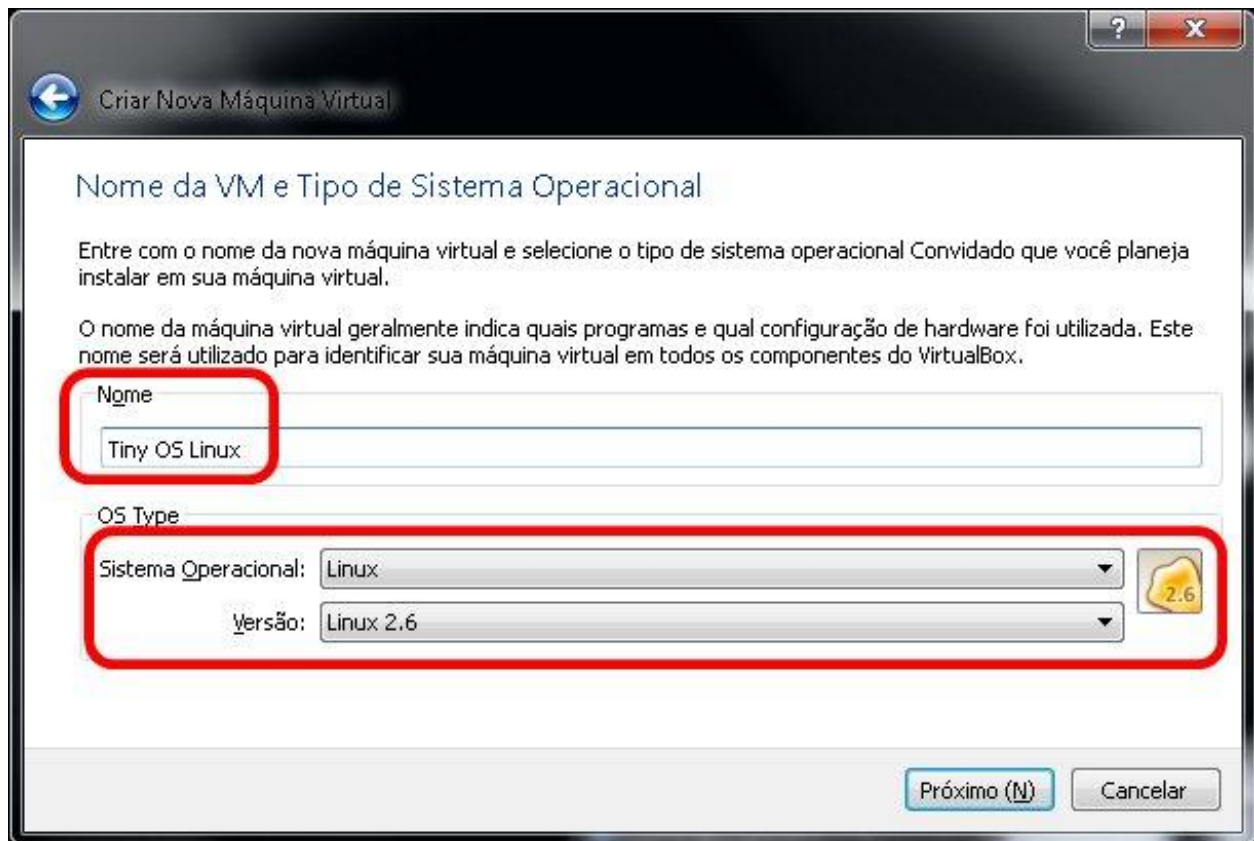 ?
X
Criar Nova Máquina Virtual
Nome da VM e Tipo de Sistema Operacional
Entre com o nome da nova máquina virtual e selecione o tipo de sistema operacional Convidado que você planeja
instalar em sua máquina virtual.
O nome da máquina virtual geralmente indica quais programas e qual configuração de hardware foi utilizada. Este
nome será utilizado para identificar sua máquina virtual em todos os componentes do VirtualBox.
Nome
Tiny OS Linux
OS Type
Sistema Operacional: Linux
2.6
Versão: Linux 2.6
Próximo (N) Cancelar